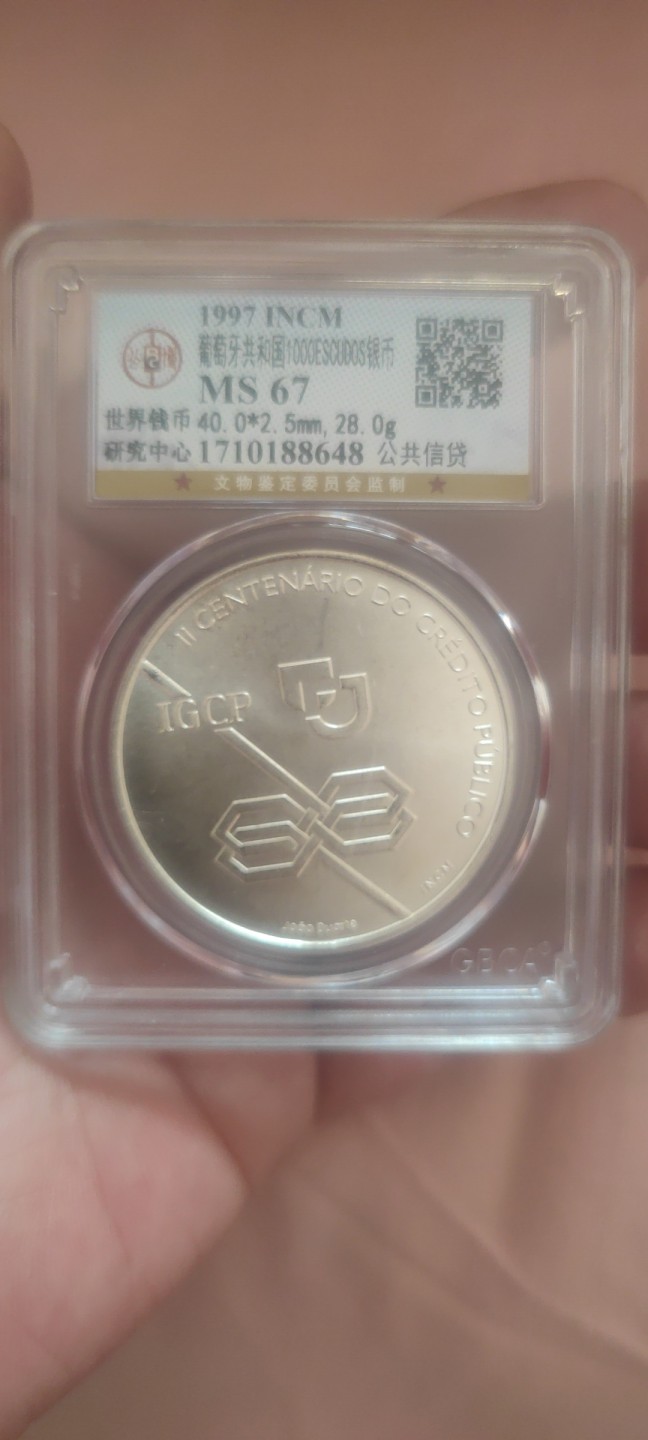 1997 INCM
葡萄牙共和国1000ESCUDOS银币
MS 67
世界钱币 40.0*2.5mm, 28.0g
研究中心 1710188648 公共信贷
★ 文物鉴定委员会监制 ★
II CENTENÁRIO DO CRÉDITO PÚBLICO
IGCP
INCM
João Duarte
GBCA